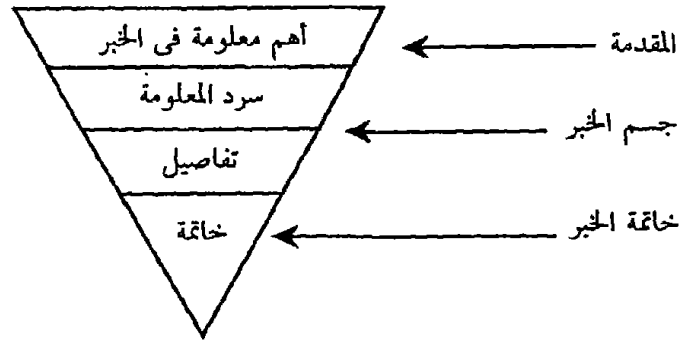 أهم معلومة فى الخبر
المقدمة
سرد المعلومة
جسم الخبر
تفاصيل
خاتمة الخبر
خاتمة